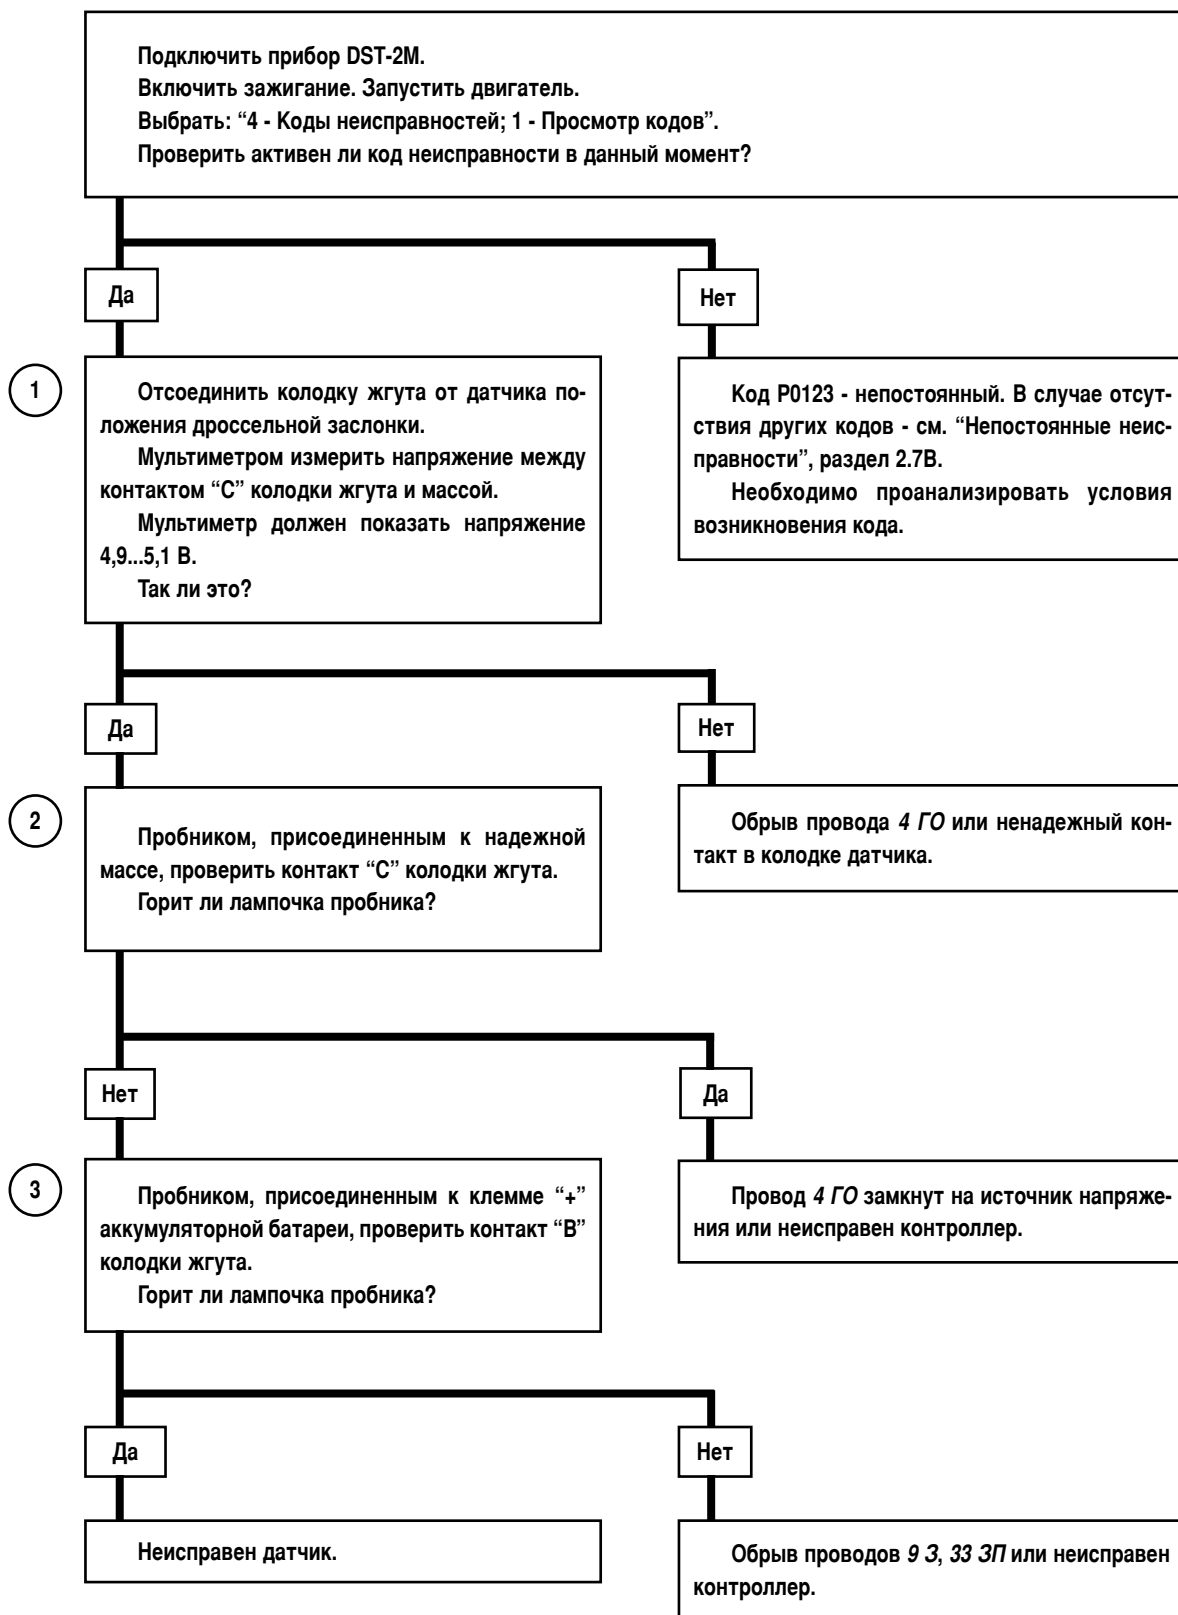 Подключить прибор DST-2M.
Включить зажигание. Запустить двигатель.
Выбрать: “4 - Коды неисправностей; 1 - Просмотр кодов”.
Проверить активен ли код неисправности в данный момент?
Да
Нет
1
Отсоединить колодку жгута от датчика по-
ложения дроссельной заслонки.
Мультиметром измерить напряжение между
контактом “С” колодки жгута и массой.
Мультиметр должен показать напряжение
4,9...5,1 В.
Так ли это?
Код Р0123 - непостоянный. В случае отсут-
ствия других кодов - см. “Непостоянные неис-
правности”, раздел 2.7В.
Необходимо проанализировать условия
возникновения кода.
Да
Нет
2
Пробником, присоединенным к надежной
массе, проверить контакт “С” колодки жгута.
Горит ли лампочка пробника?
Обрыв провода 4 ГО или ненадежный кон-
такт в колодке датчика.
Нет
Да
3
Пробником, присоединенным к клемме “+”
аккумуляторной батареи, проверить контакт “В”
колодки жгута.
Горит ли лампочка пробника?
Провод 4 ГО замкнут на источник напряже-
ния или неисправен контроллер.
Да
Нет
Неисправен датчик.
Обрыв проводов 9 З, 33 ЗП или неисправен
контроллер.